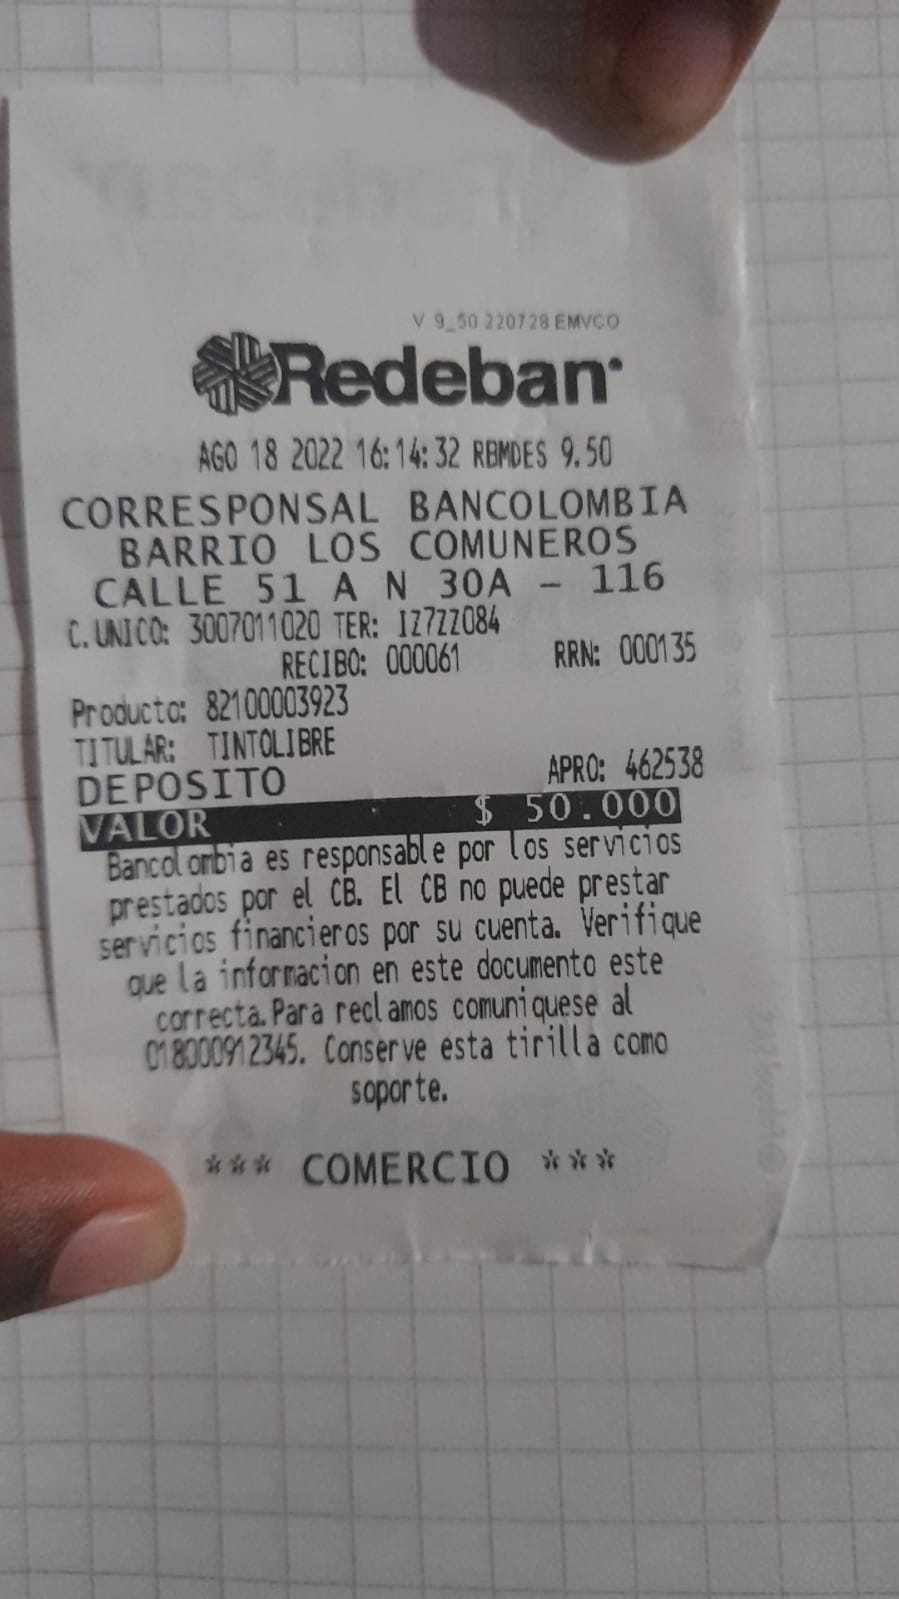 V 9_50 220728 EMVCO
Redeban
AGO 18 2022 16:14:32 RBMDES 9.50
CORRESPONSAL BANCOLOMBIA
BARRIO LOS COMUNEROS
CALLE 51 A N 30A - 116
C. UNICO: 3007011020 TER: IZ7ZZ084
RECIBO: 000061 RRN: 000135
Producto: 82100003923
TITULAR: TINTOLIBRE
DEPOSITO APRO: 462538
VALOR $ 50.000
Bancolombia es responsable por los servicios
prestados por el CB. El CB no puede prestar
servicios financieros por su cuenta. Verifique
que la informacion en este documento este
correcta.Para reclamos comuniquese al
018000912345. Conserve esta tirilla como
soporte.
*** COMERCIO ***